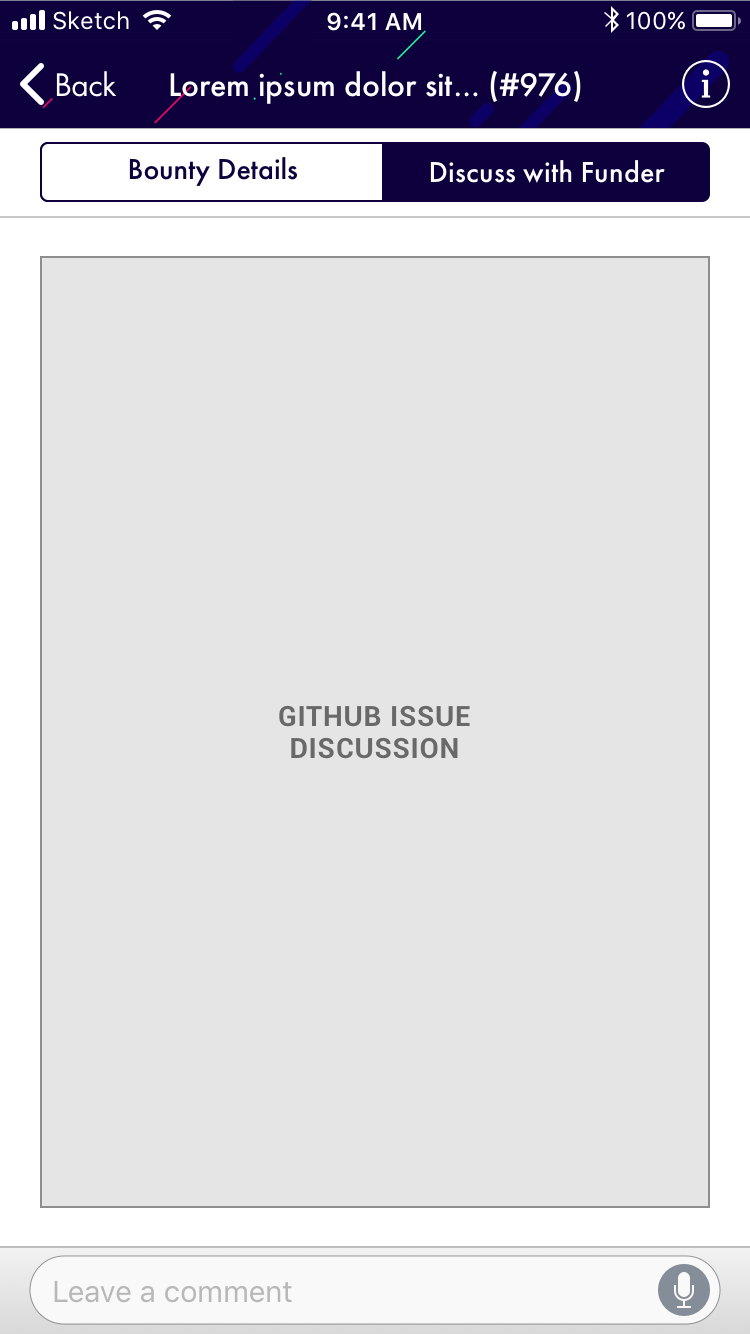 Sketch 9:41 AM 100%
Back Lorem ipsum dolor sit... (#976) i
Bounty Details Discuss with Funder
GITHUB ISSUE
DISCUSSION
Leave a comment